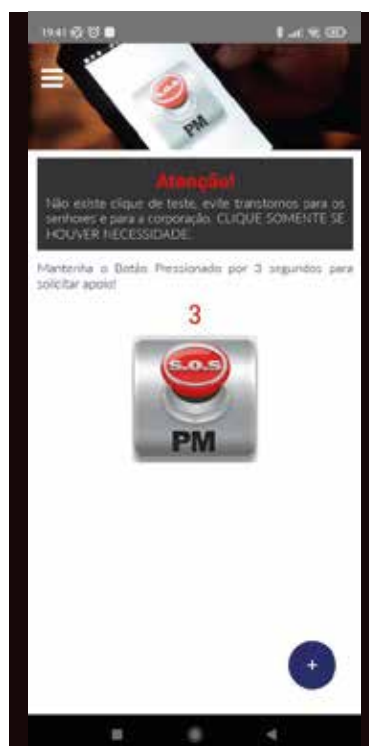 19:41
PM
Atenção!
Não existe clique de teste, evite transtornos para os
senhores e para a corporação. CLIQUE SOMENTE SE
HOUVER NECESSIDADE.
Mantenha o Botão Pressionado por 3 segundos para
solicitar apoio!
3
S.O.S
PM
+